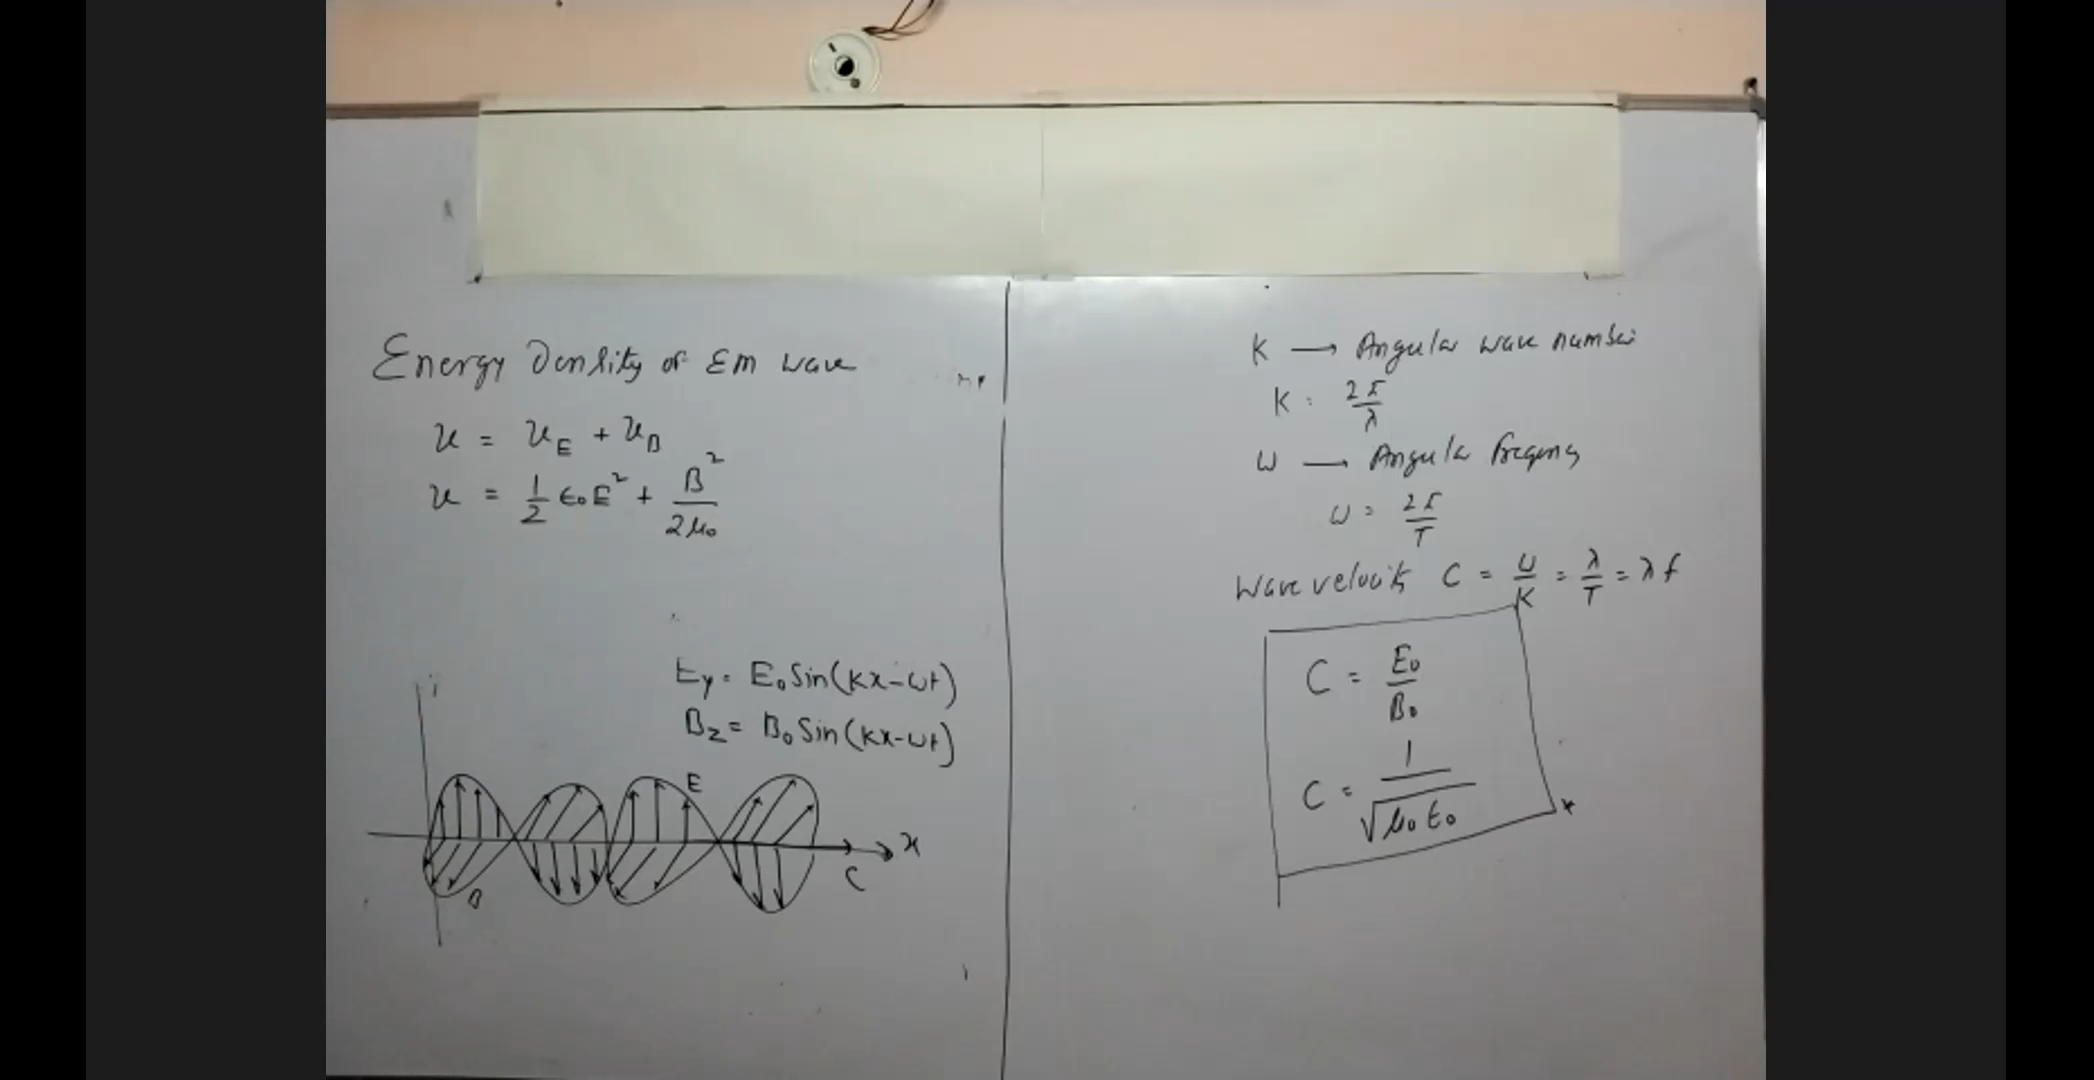 Energy Density of EM wave
u = u_E + u_B
u = 1/2 ϵ₀E² + B²/2μ₀
E_y = E₀ Sin(kx-ωt)
B_z = B₀ Sin(kx-ωt)
E
x
C
B
K → Angular wave number
K = 2π/λ
ω → Angular freqency
ω = 2π/T
Wave velocity C = ω/K = λ/T = λf
C = E₀/B₀
C = 1/√μ₀ϵ₀